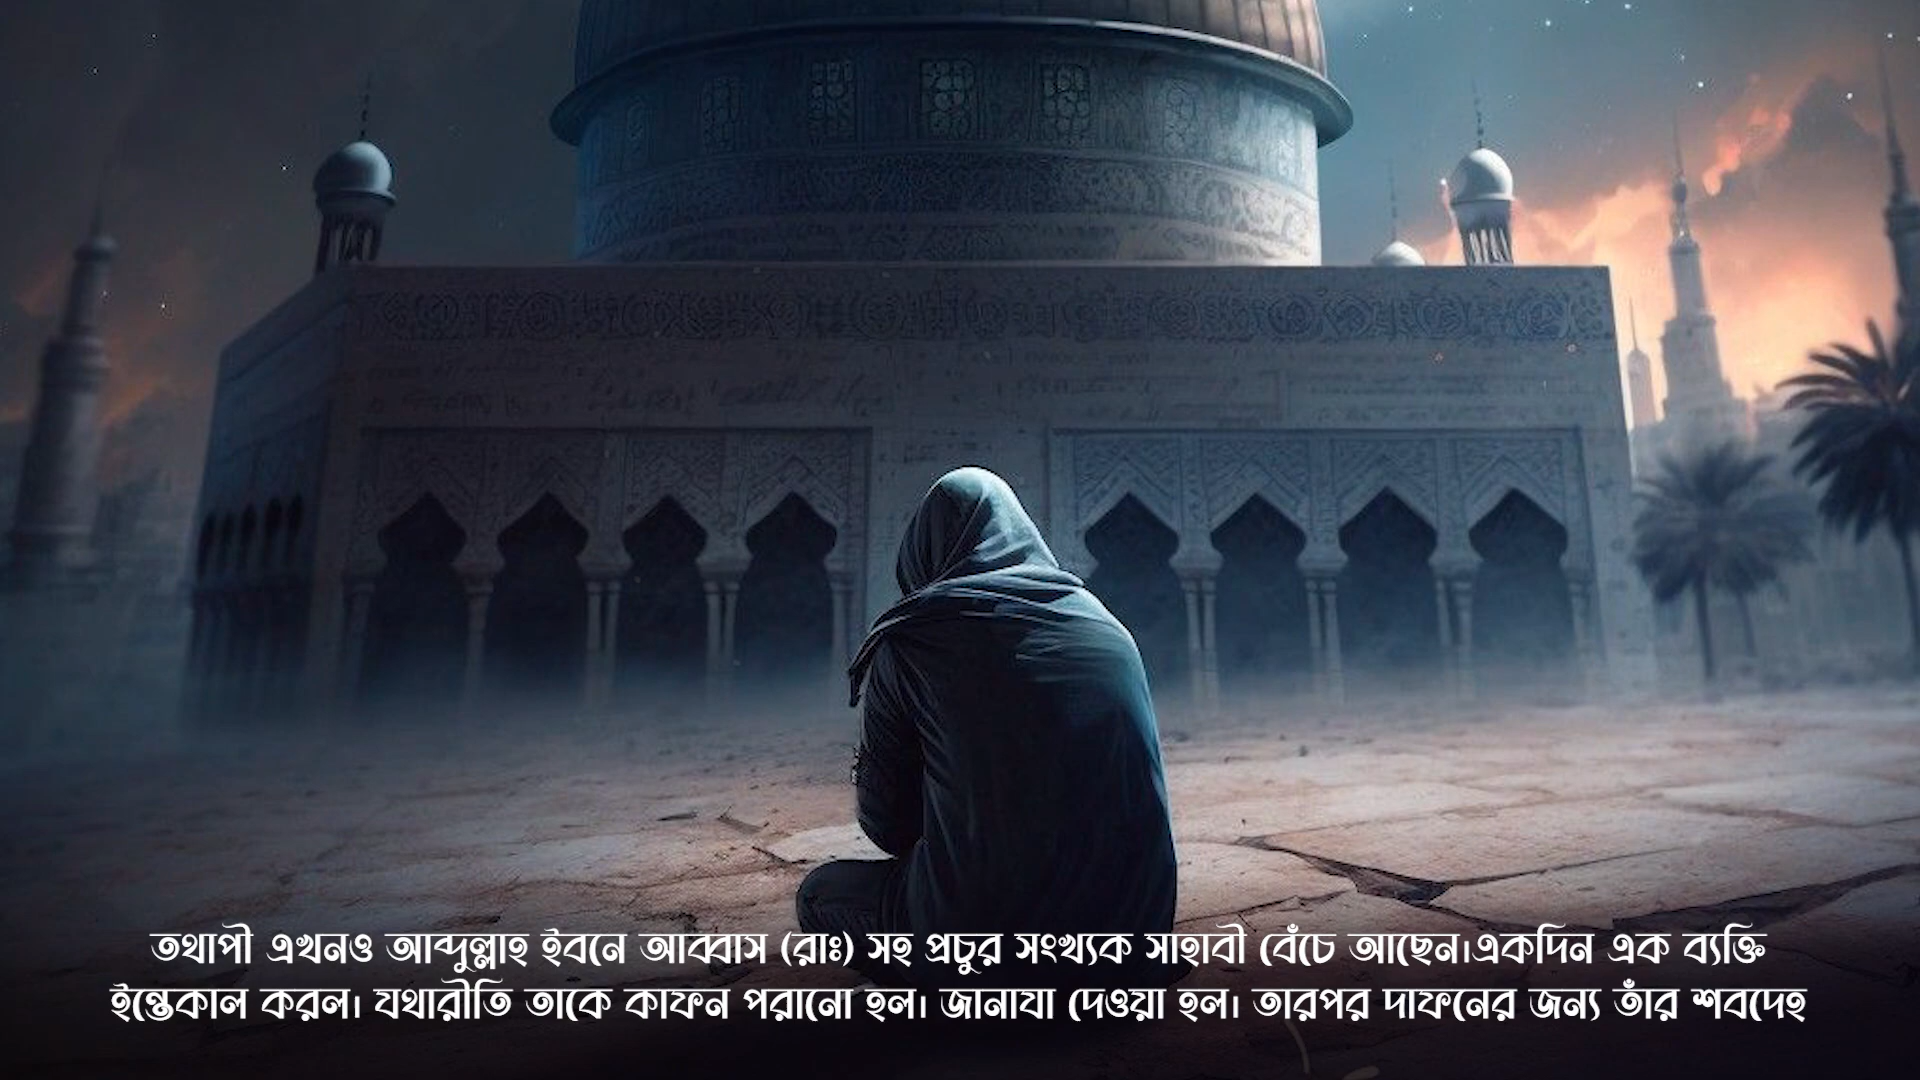 তথাপী এখনও আব্দুল্লাহ ইবনে আব্বাস (রাঃ) সহ প্রচুর সংখ্যক সাহাবী বেঁচে আছেন।একদিন এক ব্যক্তি
ইন্তেকাল করল। যথারীতি তাকে কাফন পরানো হল। জানাযা দেওয়া হল। তারপর দাফনের জন্য তাঁর শবদেহ